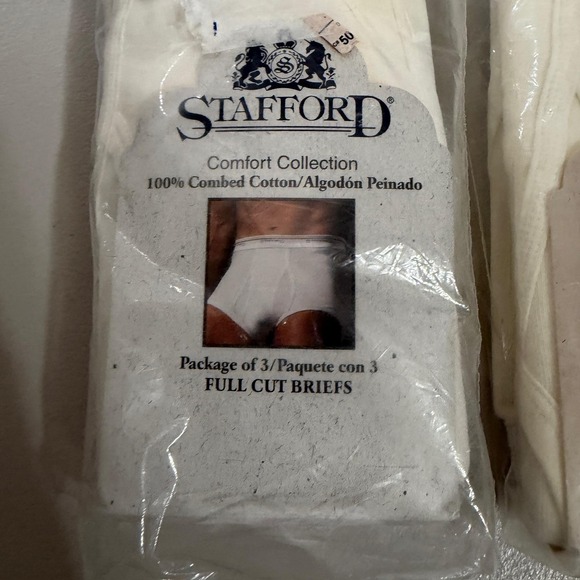 50
S
STAFFORD®
Comfort Collection
100% Combed Cotton/Algodón Peinado
Package of 3/Paquete con 3
FULL CUT BRIEFS